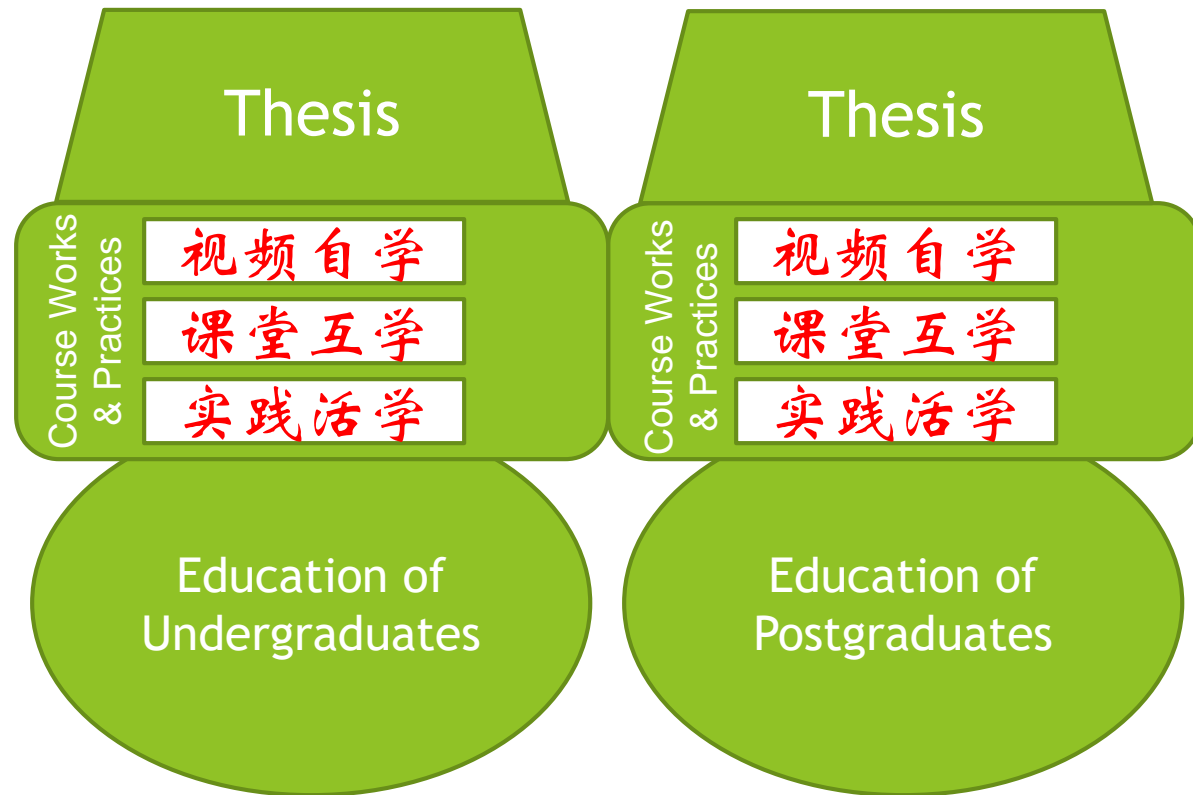 Thesis
Course Works
& Practices
视频自学
课堂互学
实践活学
Education of
Undergraduates
Thesis
Course Works
& Practices
视频自学
课堂互学
实践活学
Education of
Postgraduates